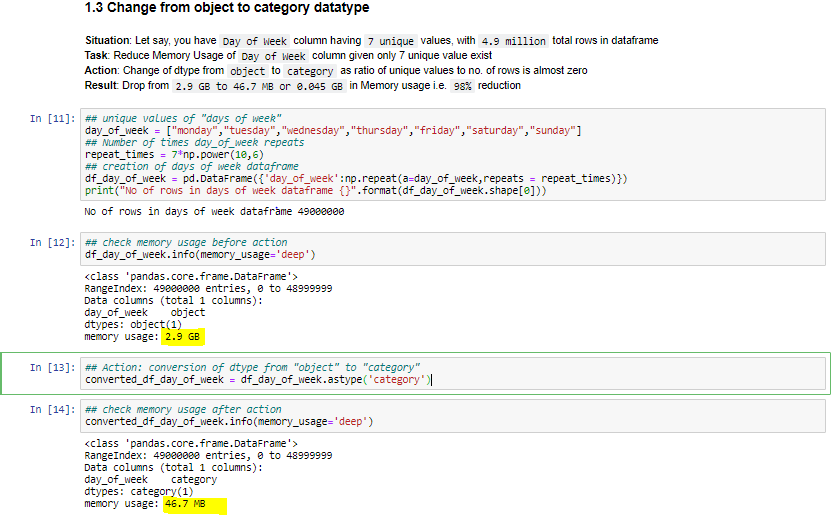 1.3 Change from object to category datatype
Situation: Let say, you have Day of Week column having 7 unique values, with 4.9 million total rows in dataframe
Task: Reduce Memory Usage of Day of Week column given only 7 unique value exist
Action: Change of dtype from object to category as ratio of unique values to no. of rows is almost zero
Result: Drop from 2.9 GB to 46.7 MB or 0.045 GB in Memory usage i.e. 98% reduction
In [11]: ## unique values of "days of week"
day_of_week = ["monday","tuesday","wednesday","thursday","friday","saturday","sunday"]
## Number of times day_of_week repeats
repeat_times = 7*np.power(10,6)
## creation of days of week dataframe
df_day_of_week = pd.DataFrame({'day_of_week':np.repeat(a=day_of_week,repeats = repeat_times)})
print("No of rows in days of week dataframe {}".format(df_day_of_week.shape[0]))
No of rows in days of week dataframe 49000000
In [12]: ## check memory usage before action
df_day_of_week.info(memory_usage='deep')
<class 'pandas.core.frame.DataFrame'>
RangeIndex: 49000000 entries, 0 to 48999999
Data columns (total 1 columns):
day_of_week    object
dtypes: object(1)
memory usage: 2.9 GB
In [13]: ## Action: conversion of dtype from "object" to "category"
converted_df_day_of_week = df_day_of_week.astype('category')
In [14]: ## check memory usage after action
converted_df_day_of_week.info(memory_usage='deep')
<class 'pandas.core.frame.DataFrame'>
RangeIndex: 49000000 entries, 0 to 48999999
Data columns (total 1 columns):
day_of_week    category
dtypes: category(1)
memory usage: 46.7 MB